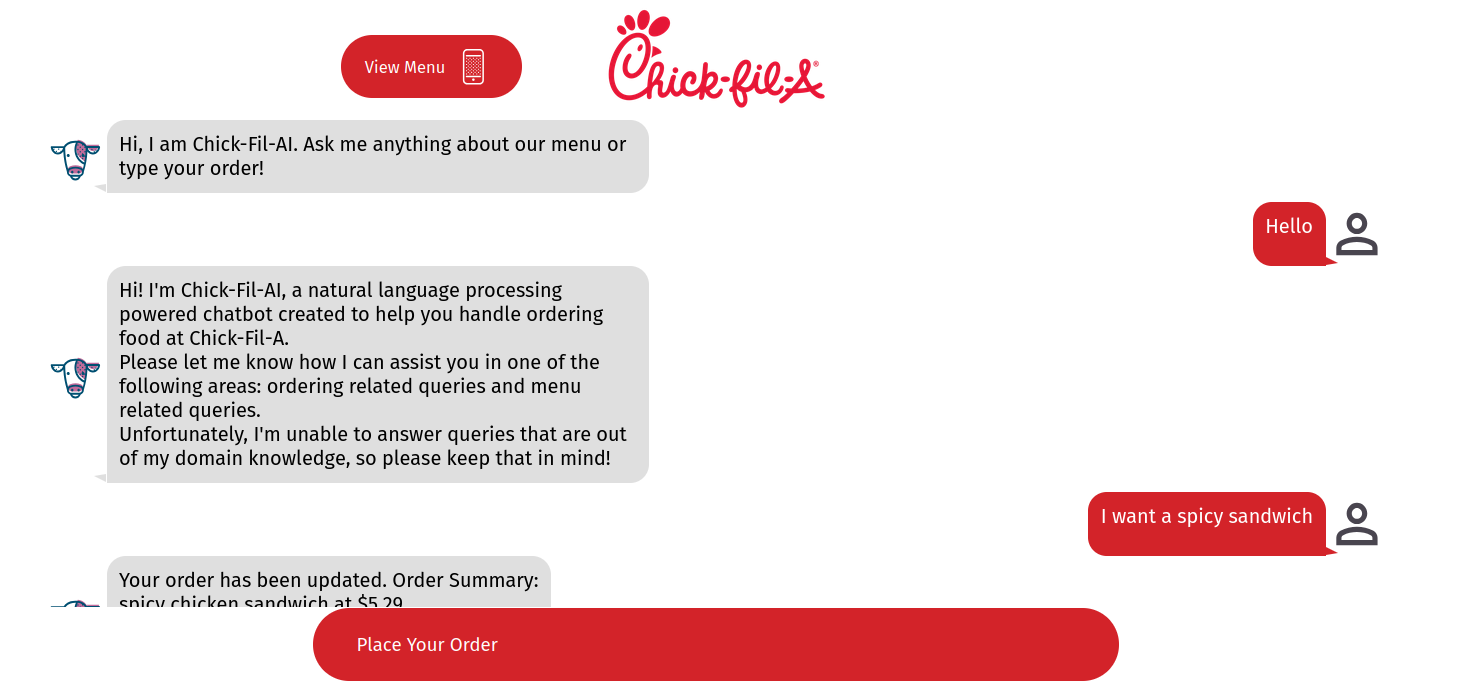 View Menu
Chick-fil-A®
Hi, I am Chick-Fil-AI. Ask me anything about our menu or
type your order!
Hello
Hi! I'm Chick-Fil-AI, a natural language processing
powered chatbot created to help you handle ordering
food at Chick-Fil-A.
Please let me know how I can assist you in one of the
following areas: ordering related queries and menu
related queries.
Unfortunately, I'm unable to answer queries that are out
of my domain knowledge, so please keep that in mind!
I want a spicy sandwich
Your order has been updated. Order Summary:
spicy chicken sandwich at $5.29
Place Your Order